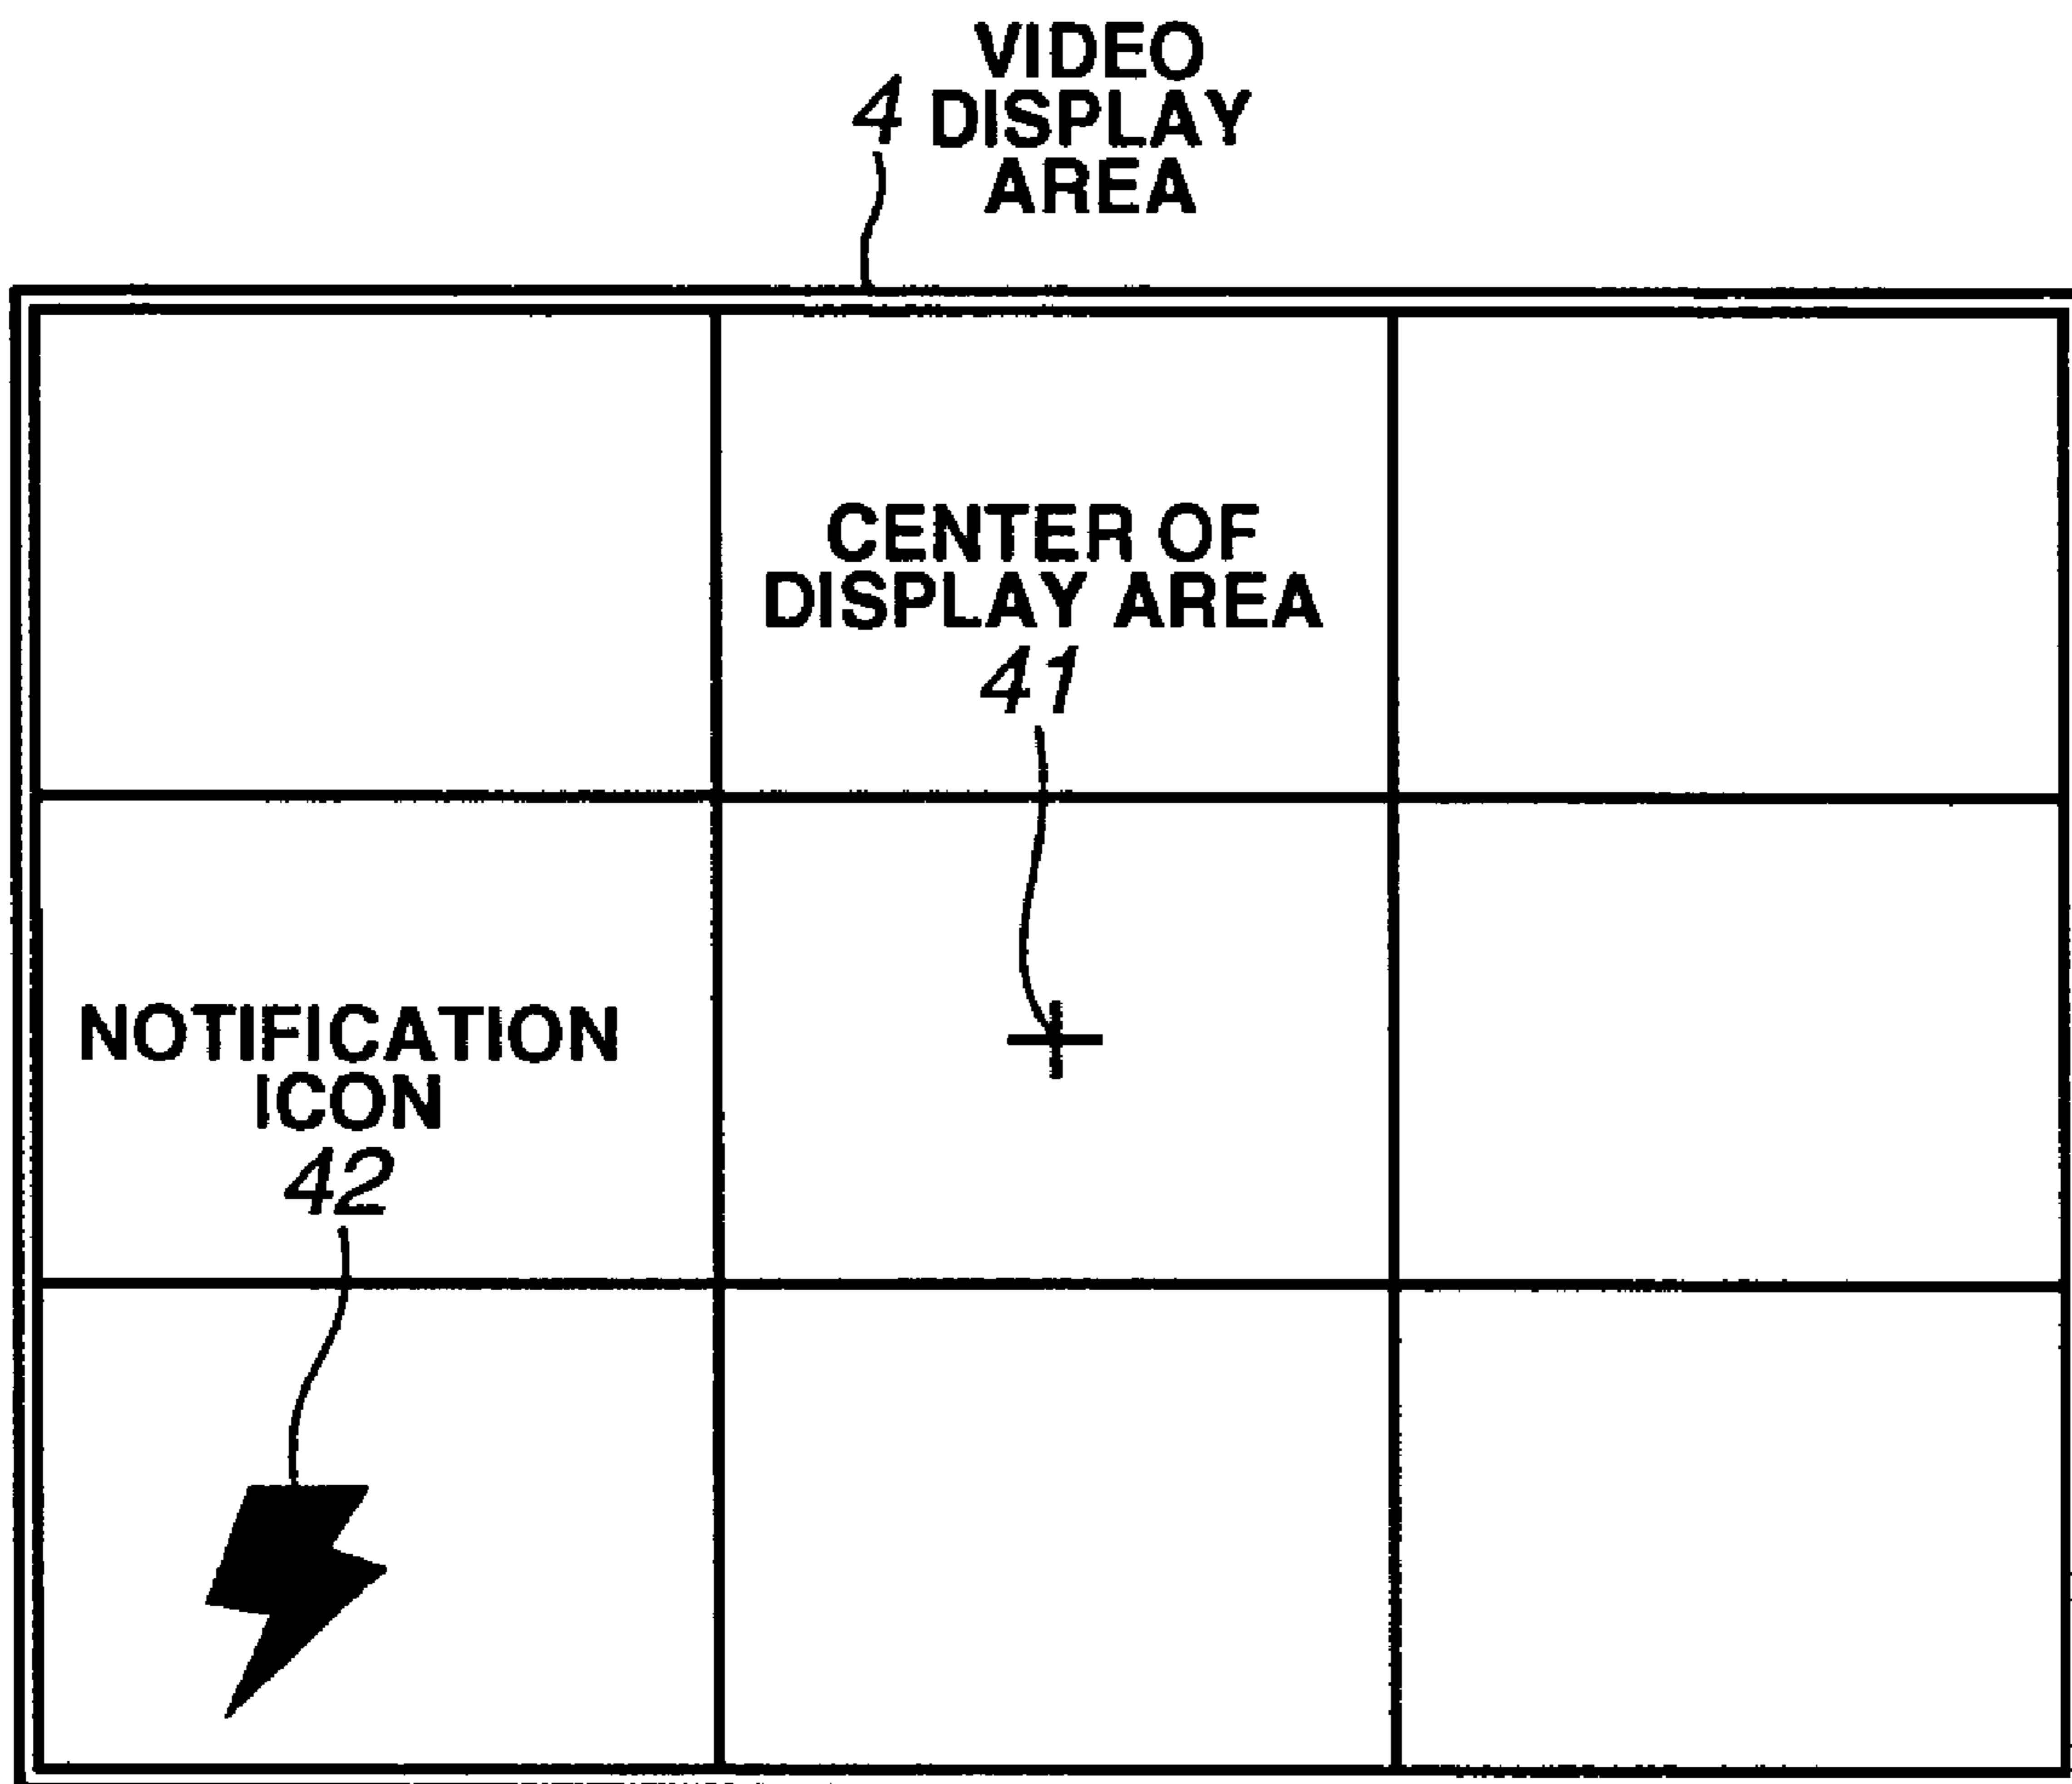 VIDEO
4 DISPLAY
AREA
CENTER OF
DISPLAY AREA
41
NOTIFICATION
ICON
42